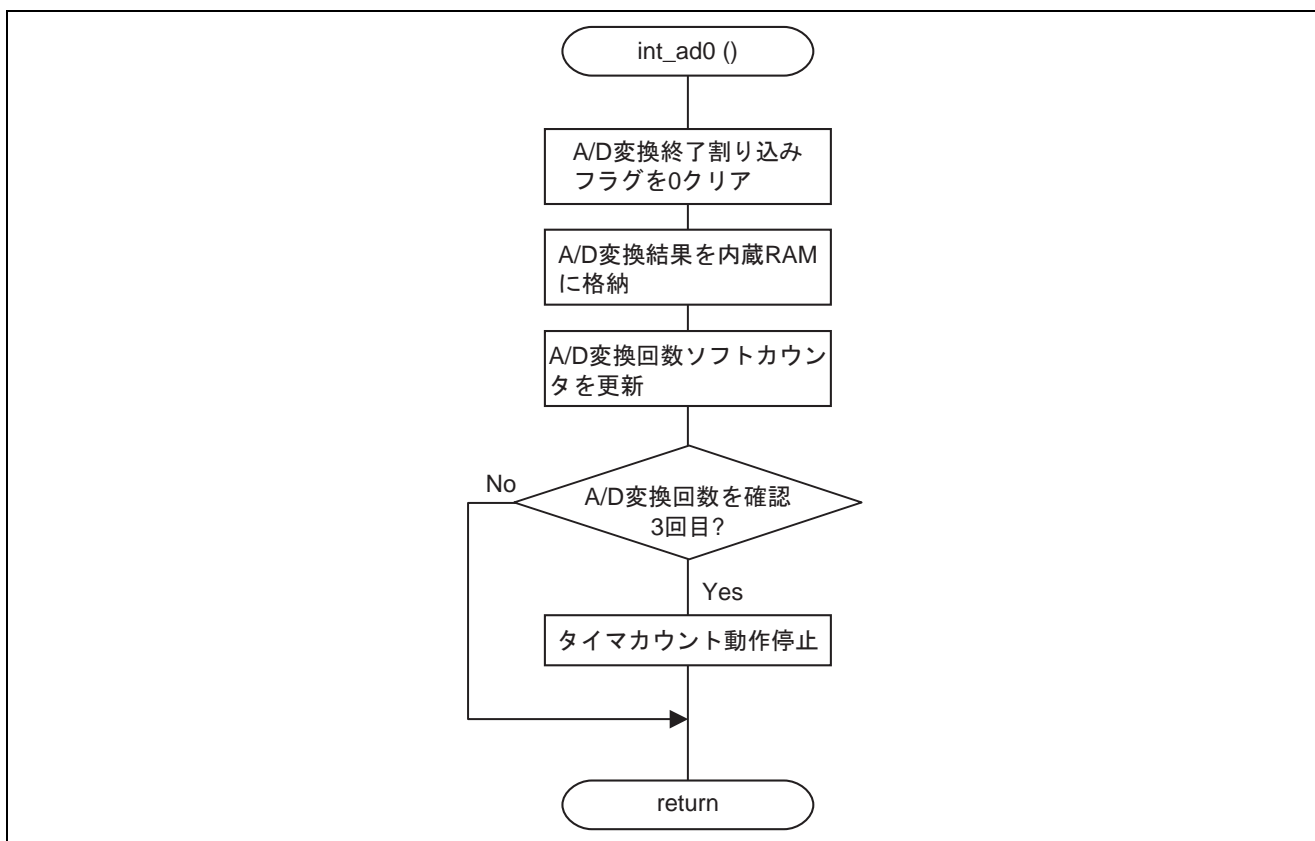 int_ad0 ()
A/D変換終了割り込み
フラグを0クリア
A/D変換結果を内蔵RAM
に格納
A/D変換回数ソフトカウン
タを更新
No
A/D変換回数を確認
3回目?
Yes
タイマカウント動作停止
return